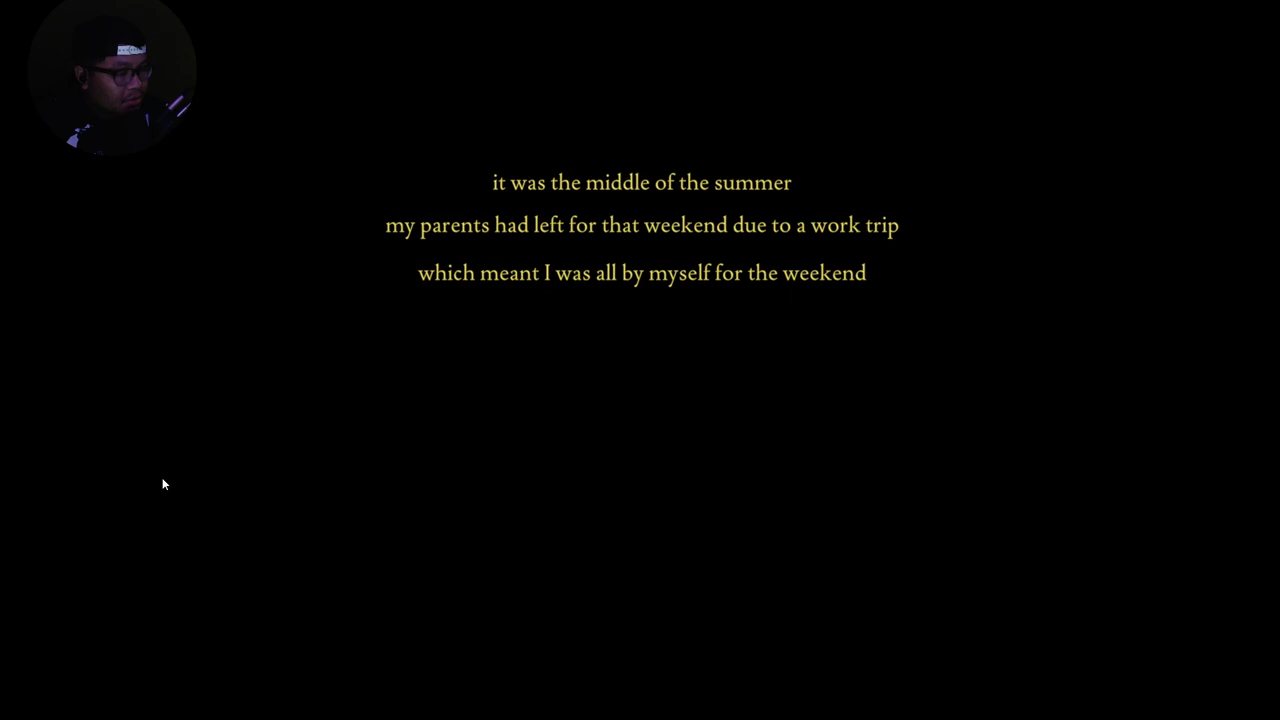 it was the middle of the summer
my parents had left for that weekend due to a work trip
which meant I was all by myself for the weekend